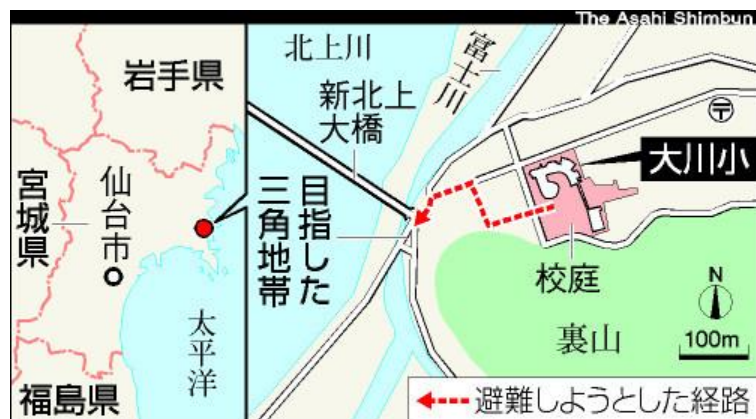 The Asahi Shimbun
岩手県
宮城県
仙台市
太平洋
福島県
北上川
富士川
新北上
大橋
目指した
三角地帯
〒
大川小
校庭
裏山
N
100m
避難しようとした経路